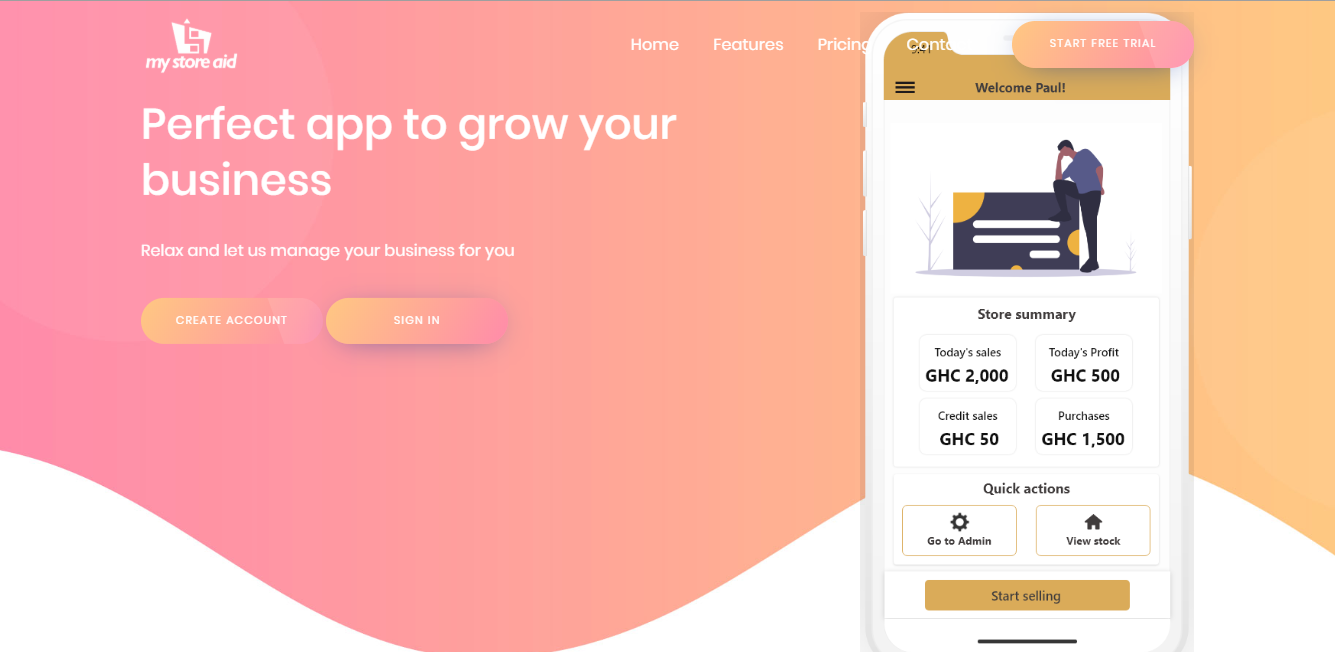 my store aid
Home Features Pricing
START FREE TRIAL
Perfect app to grow your
business
Relax and let us manage your business for you
CREATE ACCOUNT SIGN IN
Welcome Paul!
Store summary
Today's sales Today's Profit
GHC 2,000 GHC 500
Credit sales Purchases
GHC 50 GHC 1,500
Quick actions
Go to Admin View stock
Start selling